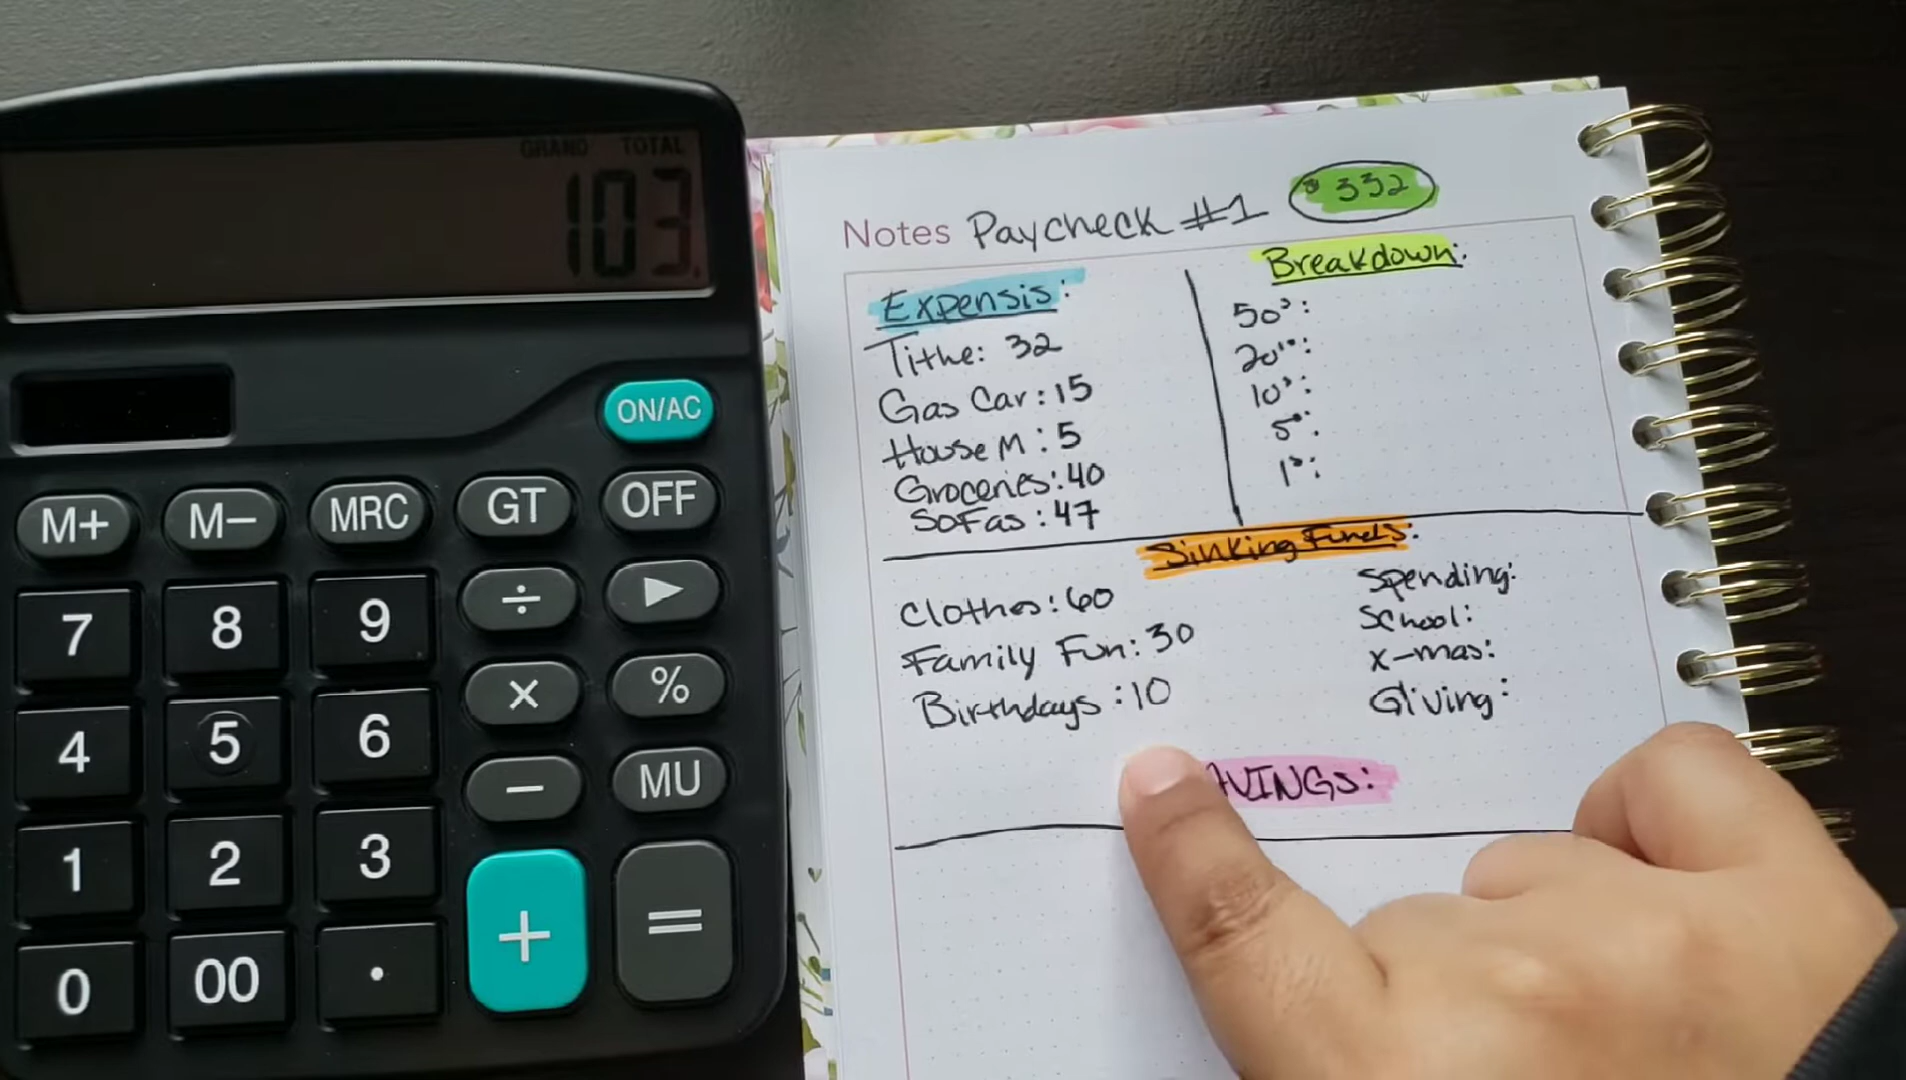 GRAND TOTAL
103.
ON/AC
M+ M− MRC GT OFF
7 8 9 ÷ ▶
4 5 6 × %
1 2 3 − MU
0 00 . + =
Notes Paycheck #1 $332
Expensis:
Tithe: 32
Gas Car: 15
House M: 5
Groceries: 40
SoFas: 47
Breakdown:
50's:
20's:
10's:
5's:
1's:
Sinking Funds:
Clothes: 60
Family Fun: 30
Birthdays: 10
Spending:
School:
X-mas:
Giving:
AVINGS: